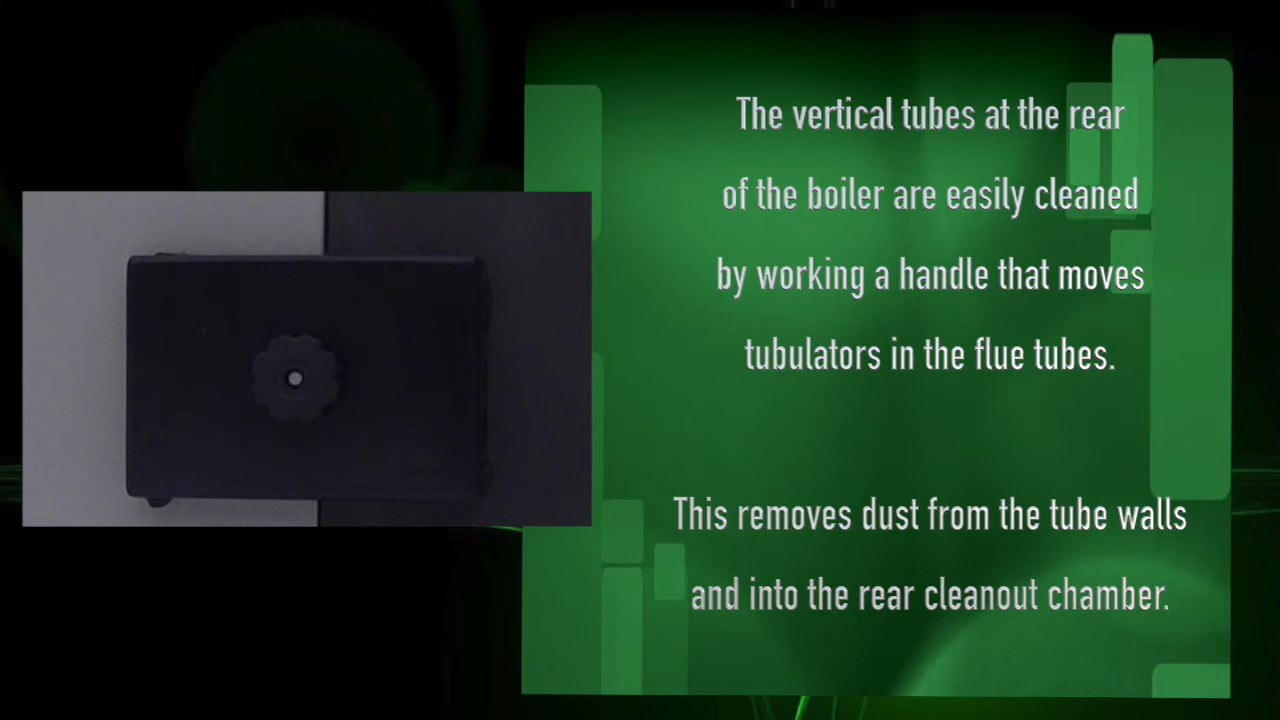 The vertical tubes at the rear
of the boiler are easily cleaned
by working a handle that moves
tubulators in the flue tubes.
This removes dust from the tube walls
and into the rear cleanout chamber.